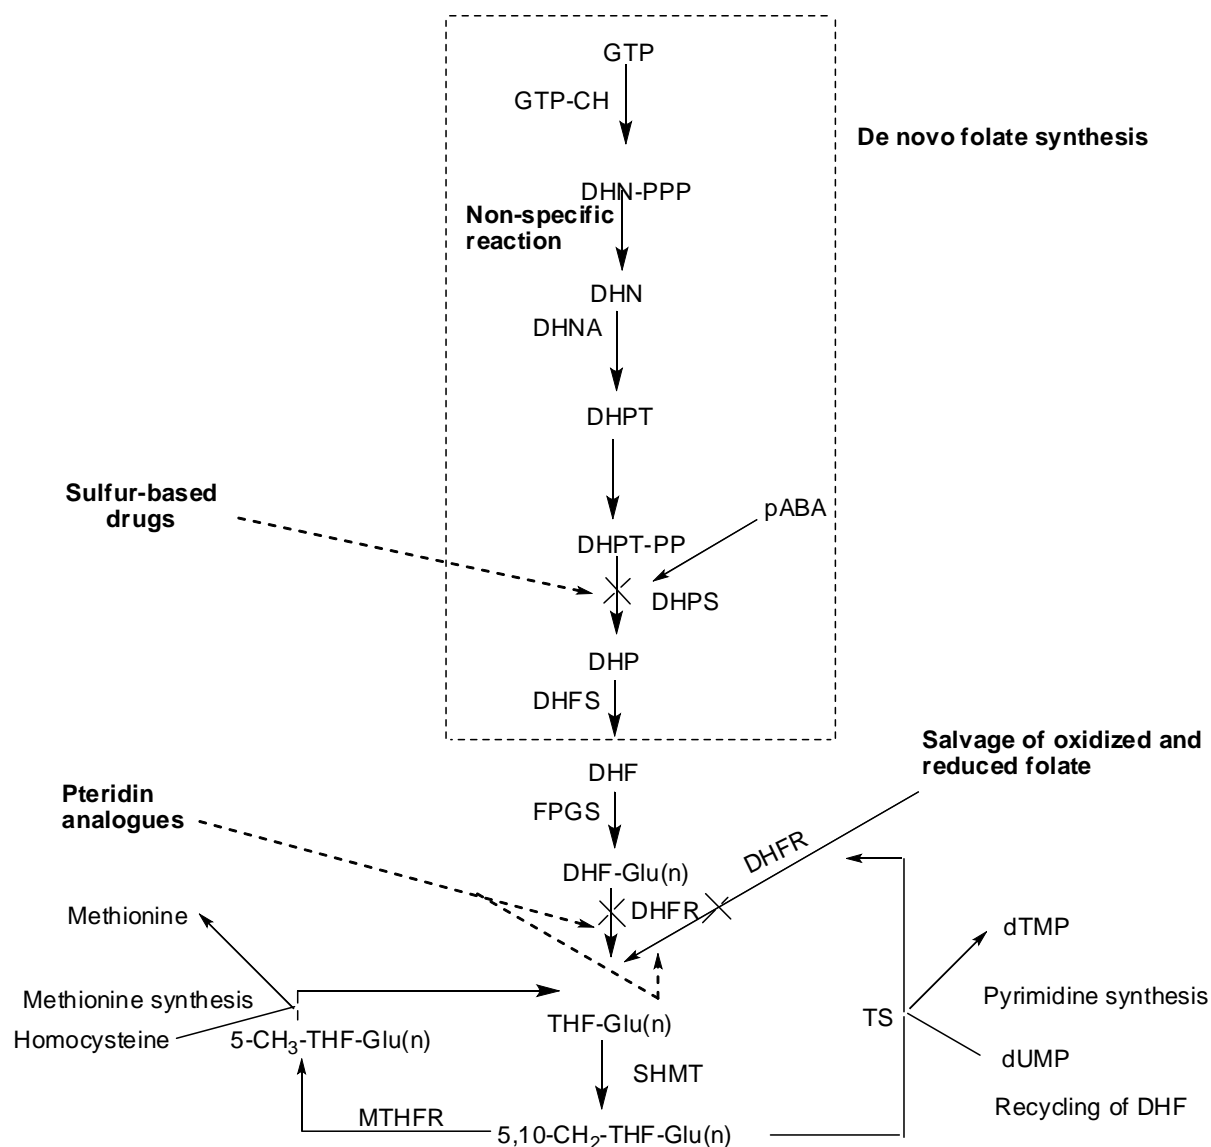 GTP
GTP-CH
De novo folate synthesis
DHN-PPP
Non-specific
reaction
DHN
DHNA
DHPT
Sulfur-based
drugs
pABA
DHPT-PP
DHPS
DHP
DHFS
Salvage of oxidized and
reduced folate
DHF
Pteridin
analogues
FPGS
DHFR
DHF-Glu(n)
DHFR
Methionine
dTMP
Methionine synthesis
Pyrimidine synthesis
THF-Glu(n)
TS
Homocysteine
5-CH3-THF-Glu(n)
dUMP
SHMT
Recycling of DHF
MTHFR
5,10-CH2-THF-Glu(n)